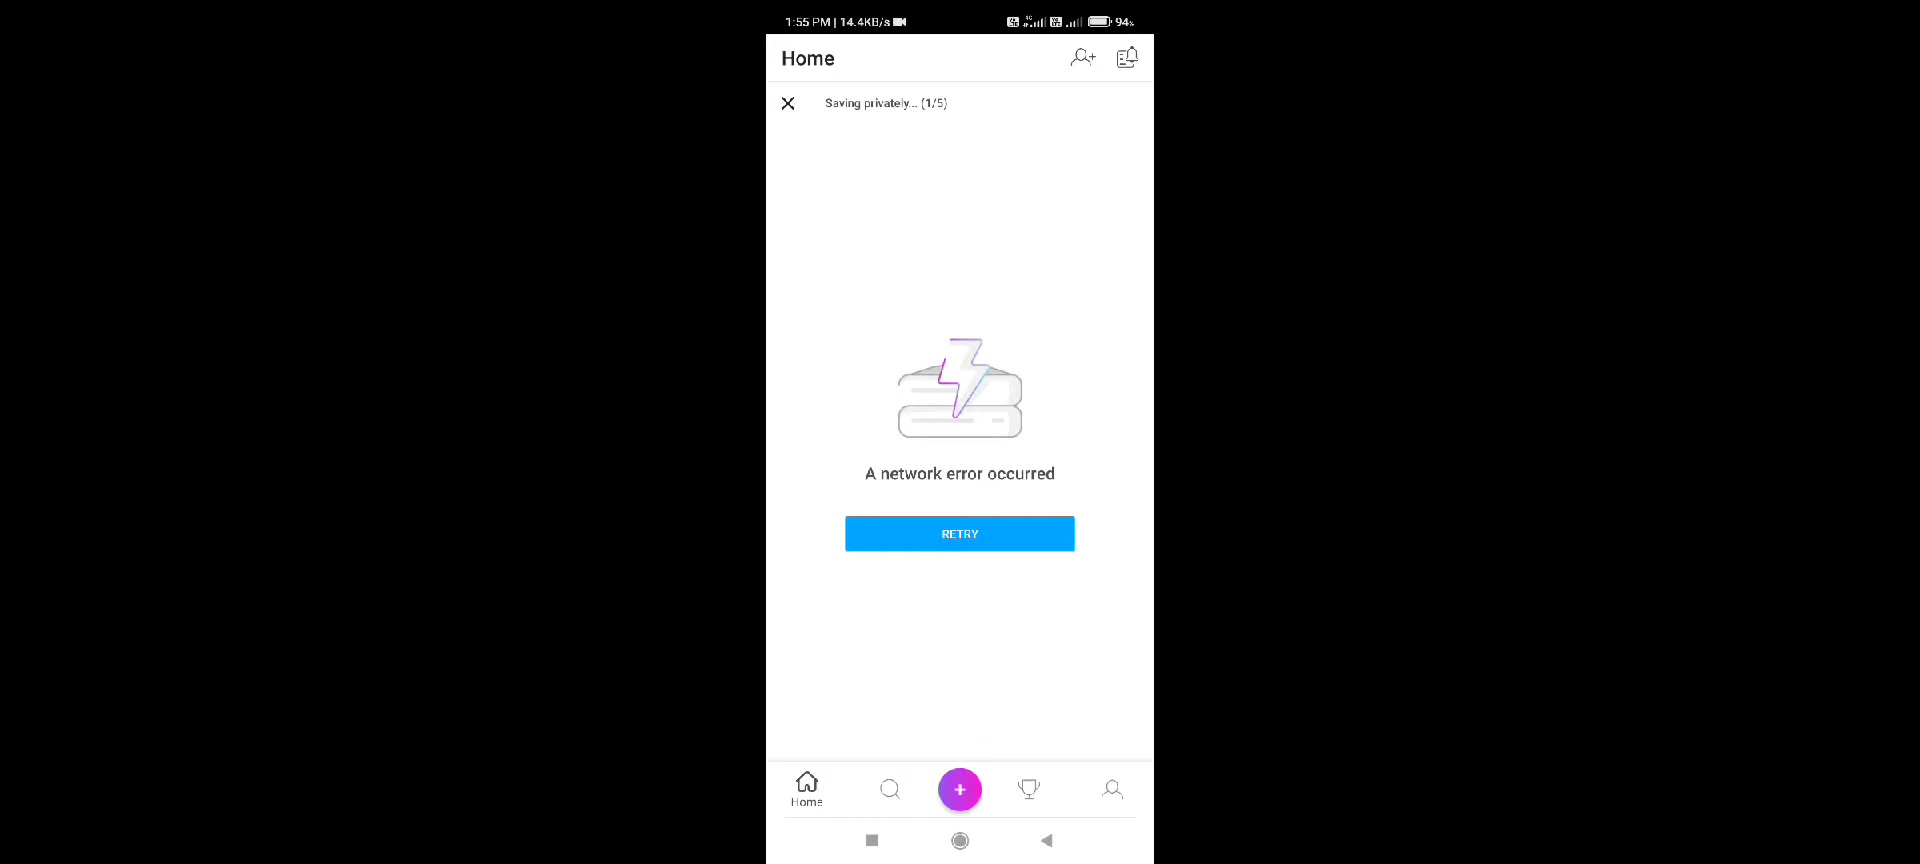 1:55 PM | 14.4KB/s 94%
Home
Saving privately... (1/5)
A network error occurred
RETRY
Home